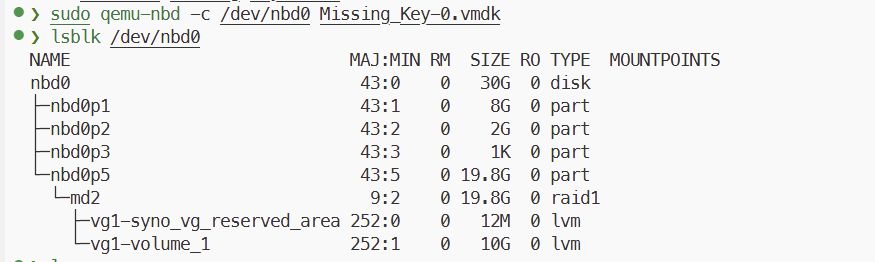 ❯ sudo qemu-nbd -c /dev/nbd0 Missing_Key-0.vmdk
❯ lsblk /dev/nbd0
NAME MAJ:MIN RM SIZE RO TYPE MOUNTPOINTS
nbd0 43:0 0 30G 0 disk
├─nbd0p1 43:1 0 8G 0 part
├─nbd0p2 43:2 0 2G 0 part
├─nbd0p3 43:3 0 1K 0 part
└─nbd0p5 43:5 0 19.8G 0 part
└─md2 9:2 0 19.8G 0 raid1
├─vg1-syno_vg_reserved_area 252:0 0 12M 0 lvm
└─vg1-volume_1 252:1 0 10G 0 lvm